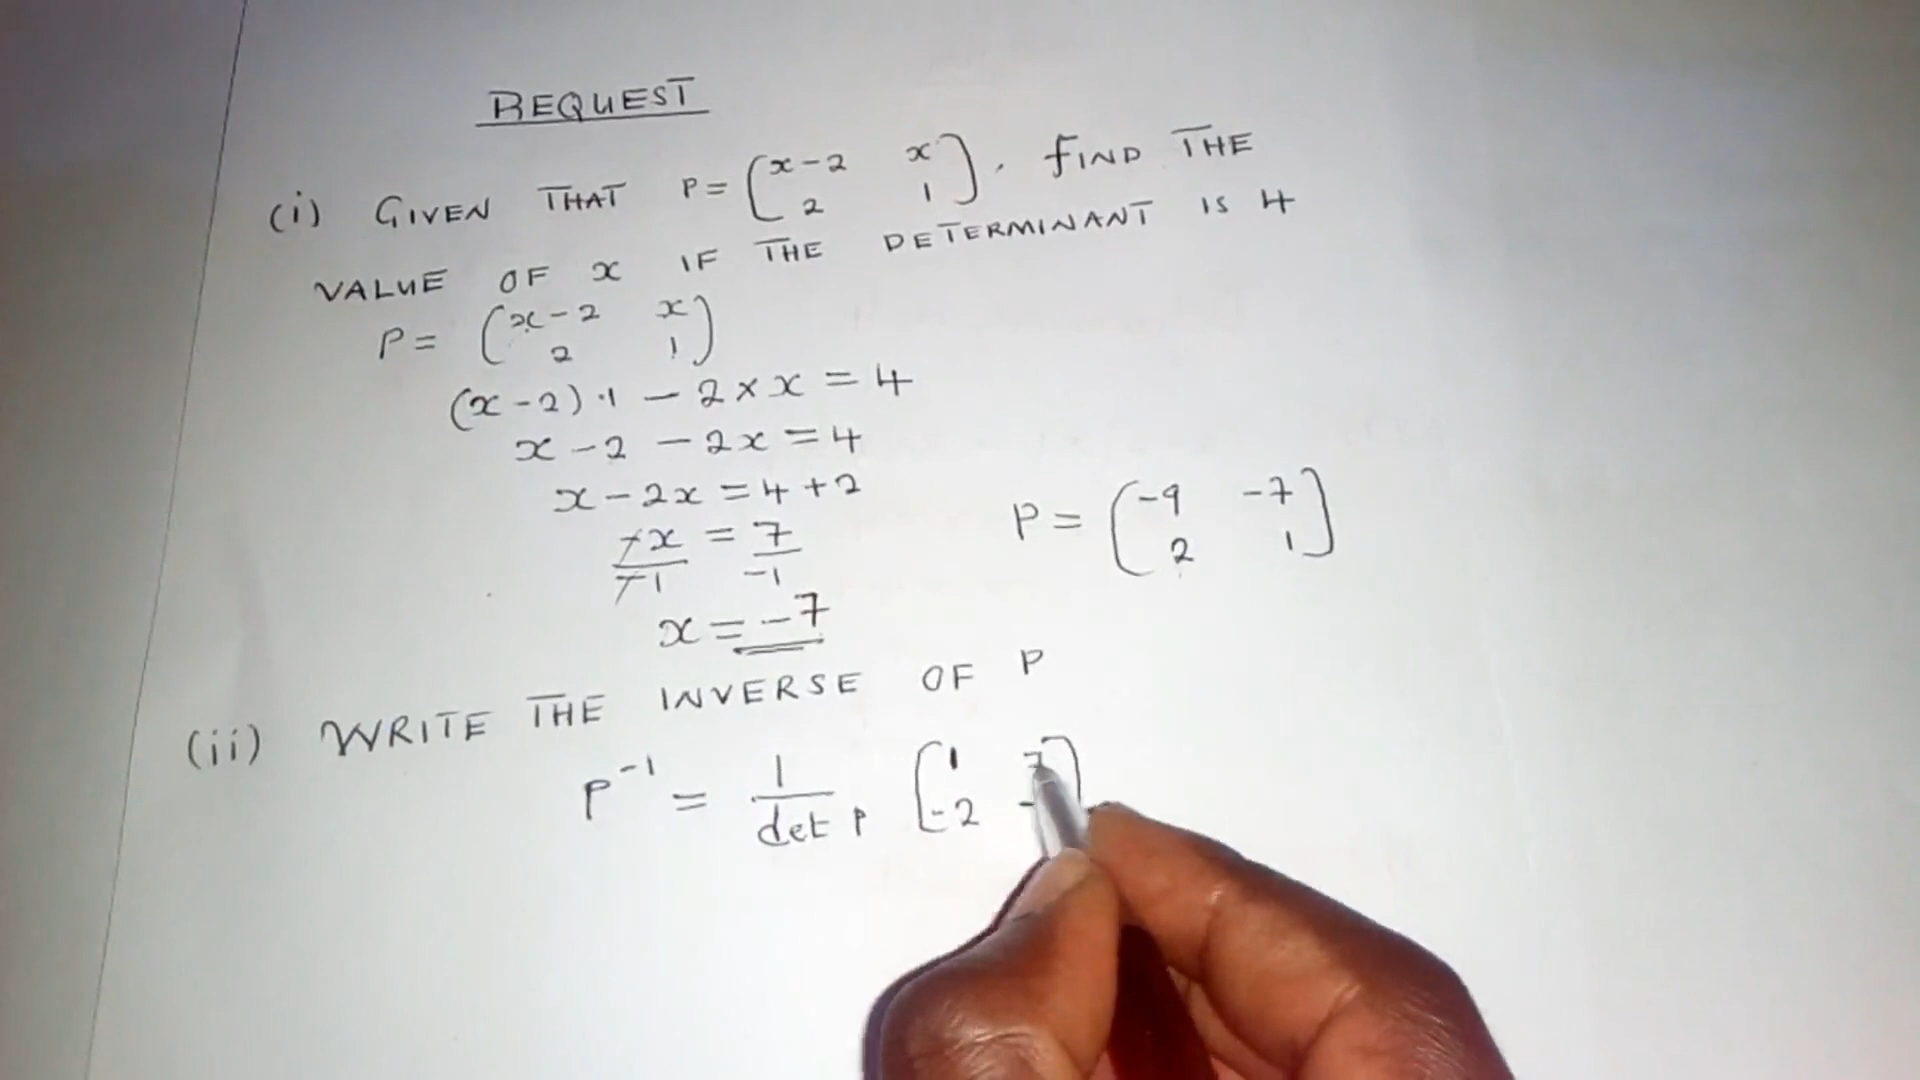 REQUEST
(i) GIVEN THAT P = (x-2 x
2 1). FIND THE
VALUE OF x IF THE DETERMINANT IS 4
P = (x-2 x
2 1)
(x-2)·1 - 2×x = 4
x - 2 - 2x = 4
x - 2x = 4 + 2
-x = 7
-1 -1
x = -7
P = (-9 -7
2 1)
(ii) WRITE THE INVERSE OF P
P^-1 = 1/det P (1 7
-2 -